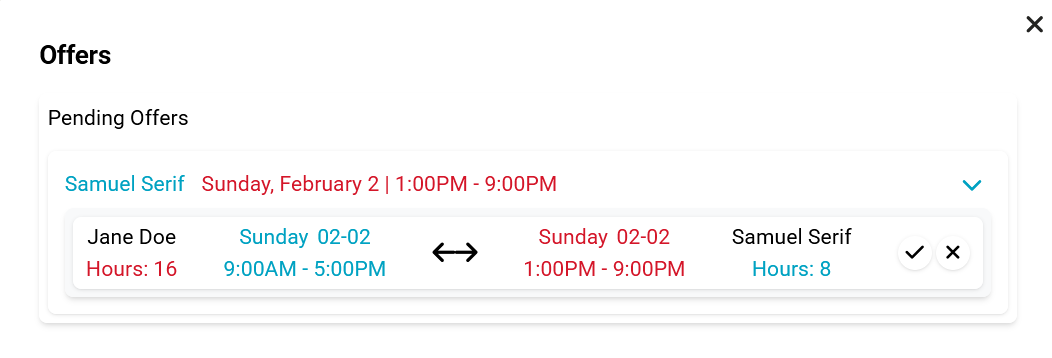 Offers
Pending Offers
Samuel Serif Sunday, February 2 | 1:00PM - 9:00PM
Jane Doe Sunday 02-02 Sunday 02-02 Samuel Serif
Hours: 16 9:00AM - 5:00PM 1:00PM - 9:00PM Hours: 8